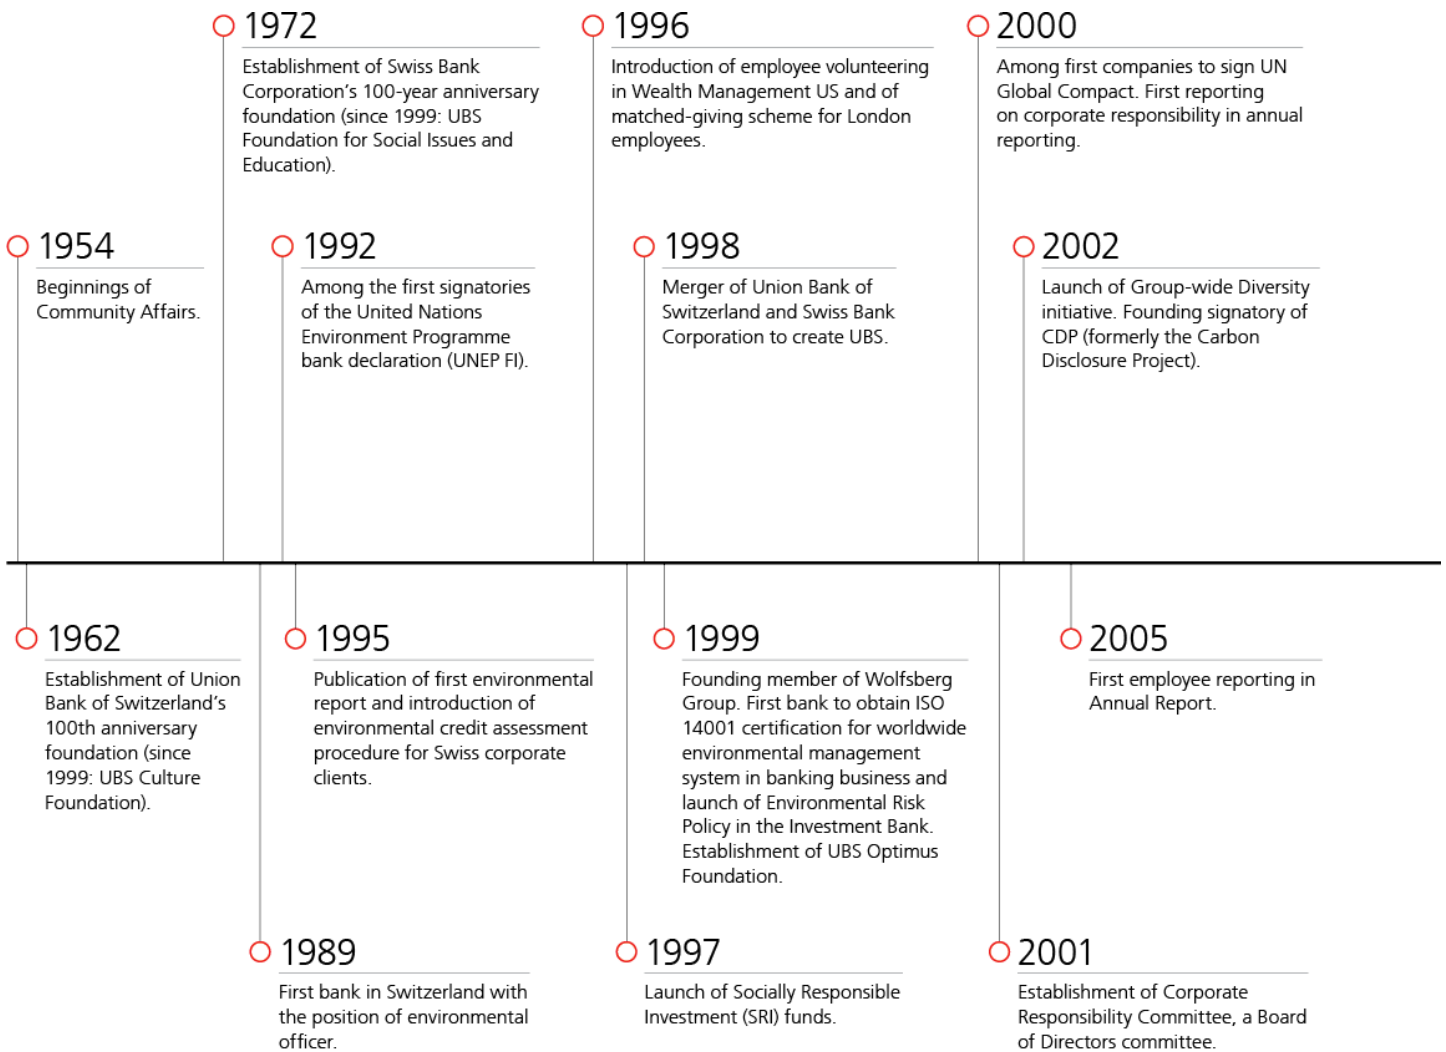 1972
Establishment of Swiss Bank
Corporation’s 100-year anniversary
foundation (since 1999: UBS
Foundation for Social Issues and
Education).
1996
Introduction of employee volunteering
in Wealth Management US and of
matched-giving scheme for London
employees.
2000
Among first companies to sign UN
Global Compact. First reporting
on corporate responsibility in annual
reporting.
1954
Beginnings of
Community Affairs.
1992
Among the first signatories
of the United Nations
Environment Programme
bank declaration (UNEP FI).
1998
Merger of Union Bank of
Switzerland and Swiss Bank
Corporation to create UBS.
2002
Launch of Group-wide Diversity
initiative. Founding signatory of
CDP (formerly the Carbon
Disclosure Project).
1962
Establishment of Union
Bank of Switzerland’s
100th anniversary
foundation (since
1999: UBS Culture
Foundation).
1995
Publication of first environmental
report and introduction of
environmental credit assessment
procedure for Swiss corporate
clients.
1999
Founding member of Wolfsberg
Group. First bank to obtain ISO
14001 certification for worldwide
environmental management
system in banking business and
launch of Environmental Risk
Policy in the Investment Bank.
Establishment of UBS Optimus
Foundation.
2005
First employee reporting in
Annual Report.
1989
First bank in Switzerland with
the position of environmental
officer.
1997
Launch of Socially Responsible
Investment (SRI) funds.
2001
Establishment of Corporate
Responsibility Committee, a Board
of Directors committee.